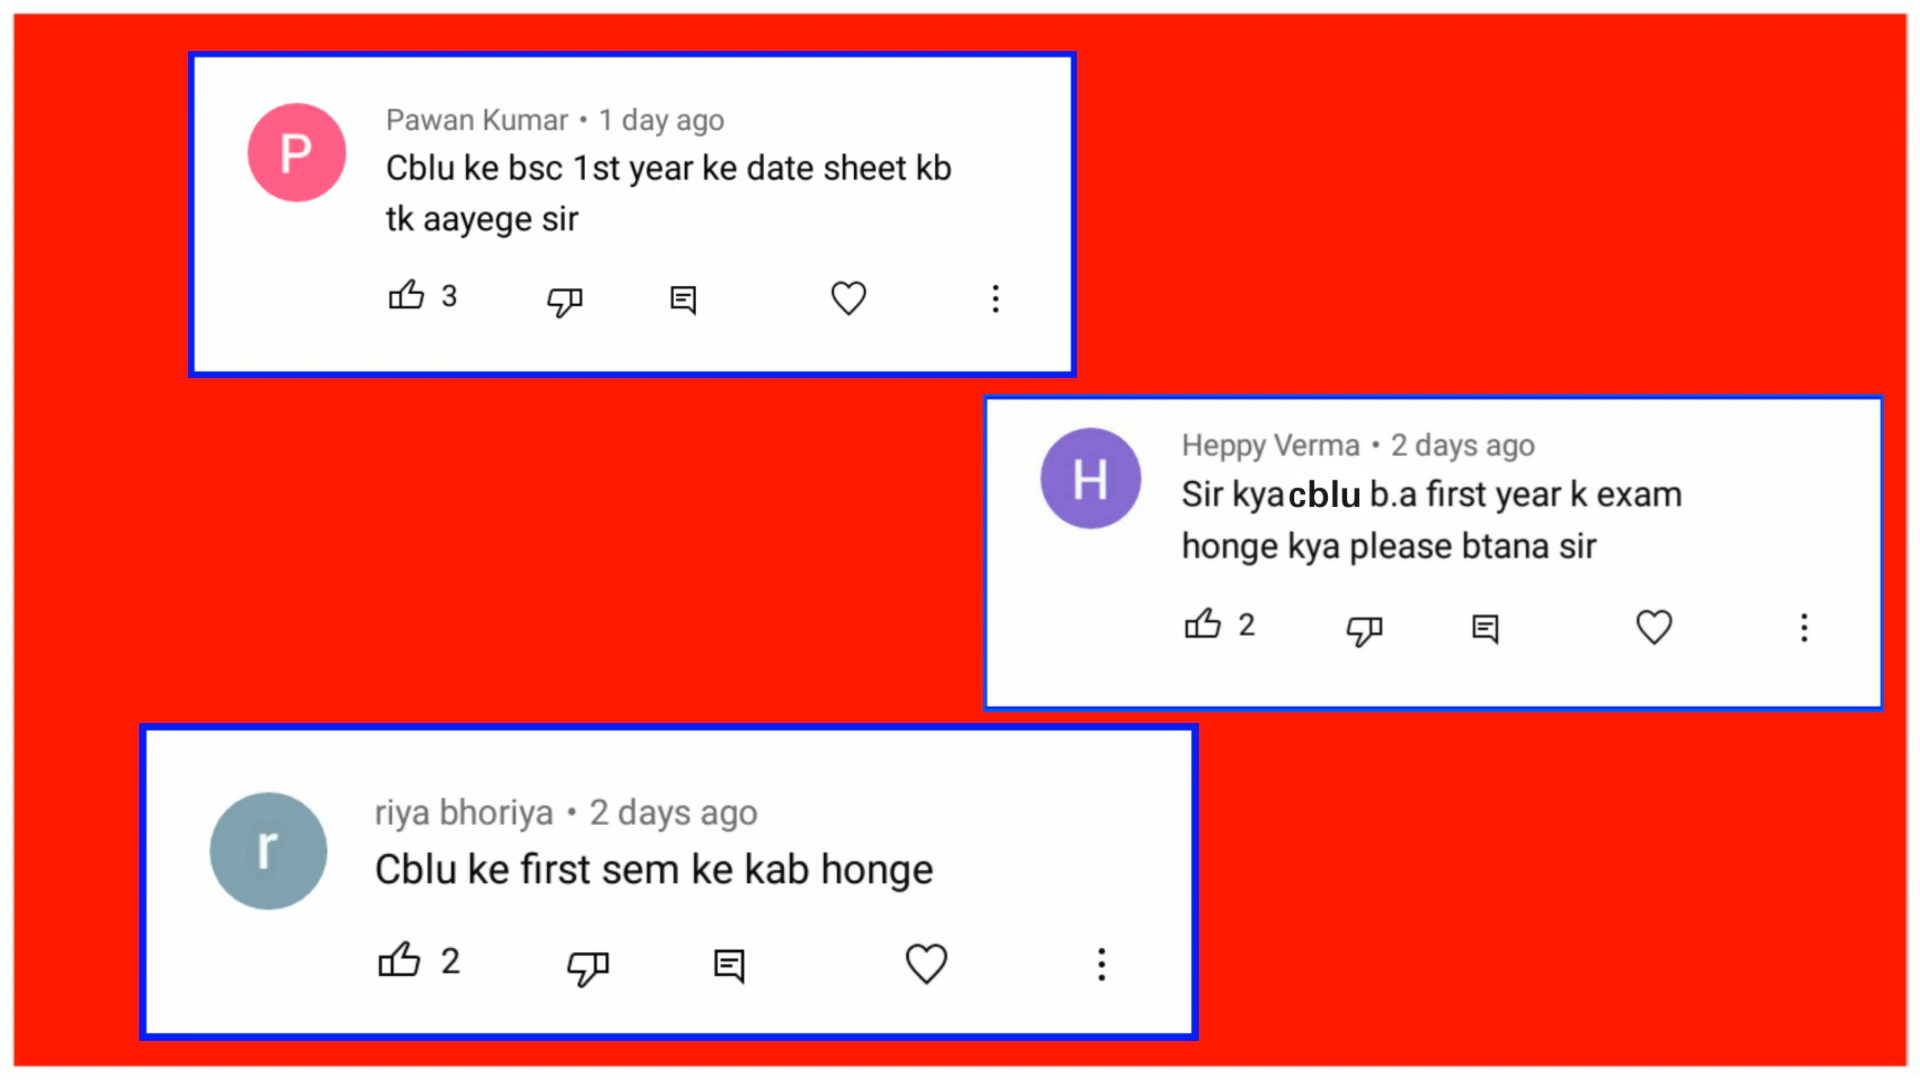 P
Pawan Kumar • 1 day ago
Cblu ke bsc 1st year ke date sheet kb
tk aayege sir
3
H
Heppy Verma • 2 days ago
Sir kya cblu b.a first year k exam
honge kya please btana sir
2
r
riya bhoriya • 2 days ago
Cblu ke first sem ke kab honge
2